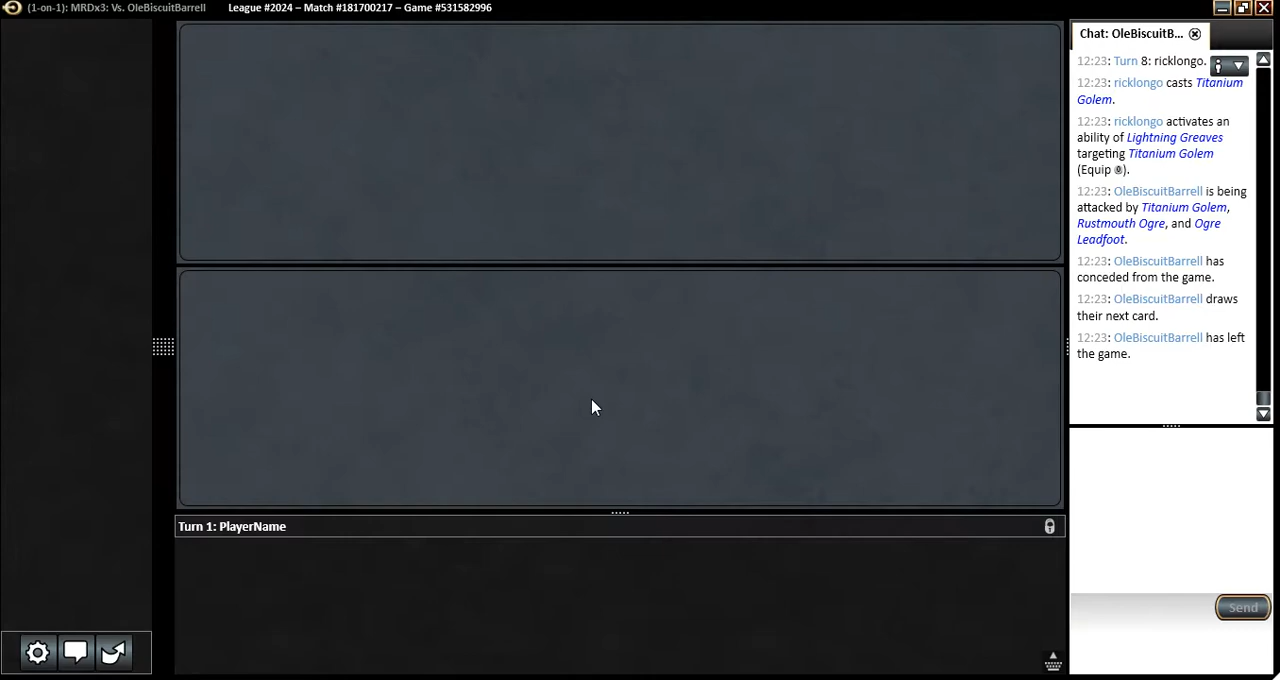 (1-on-1): MRDx3: Vs. OleBiscuitBarrell
League #2024 – Match #181700217 – Game #531582996
Chat: OleBiscuitB...
12:23: Turn 8: ricklongo.
12:23: ricklongo casts Titanium
Golem.
12:23: ricklongo activates an
ability of Lightning Greaves
targeting Titanium Golem
(Equip 0).
12:23: OleBiscuitBarrell is being
attacked by Titanium Golem,
Rustmouth Ogre, and Ogre
Leadfoot.
12:23: OleBiscuitBarrell has
conceded from the game.
12:23: OleBiscuitBarrell draws
their next card.
12:23: OleBiscuitBarrell has left
the game.
Turn 1: PlayerName
Send